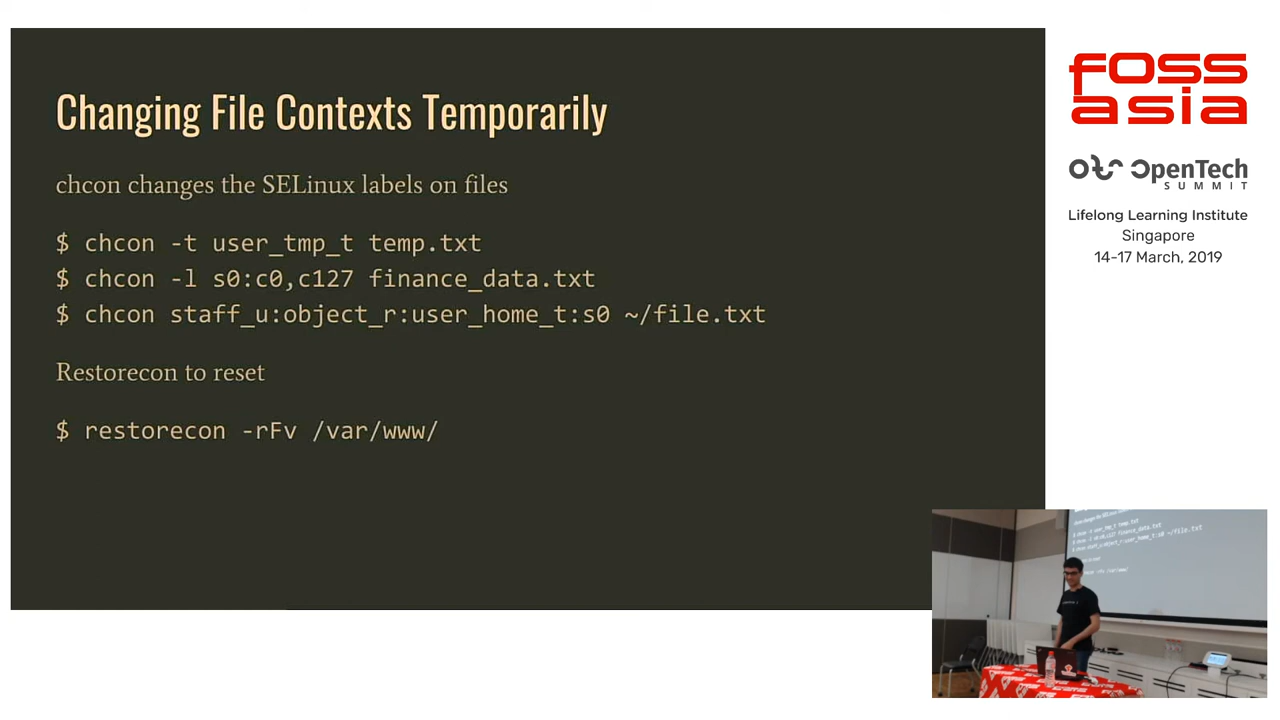 Changing File Contexts Temporarily
chcon changes the SELinux labels on files
$ chcon -t user_tmp_t temp.txt
$ chcon -l s0:c0,c127 finance_data.txt
$ chcon staff_u:object_r:user_home_t:s0 ~/file.txt
Restorecon to reset
$ restorecon -rFv /var/www/
FOSS
asia
OpenTech
SUMMIT
Lifelong Learning Institute
Singapore
14-17 March, 2019